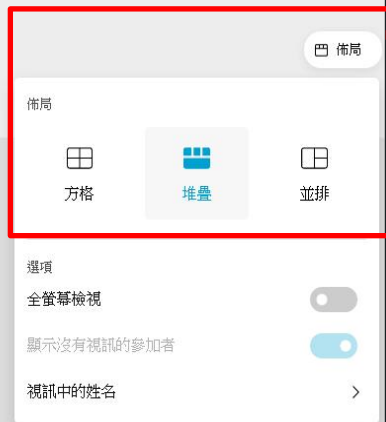 佈局
佈局
方格 堆疊 並排
選項
全螢幕檢視
顯示沒有視訊的參加者
視訊中的姓名